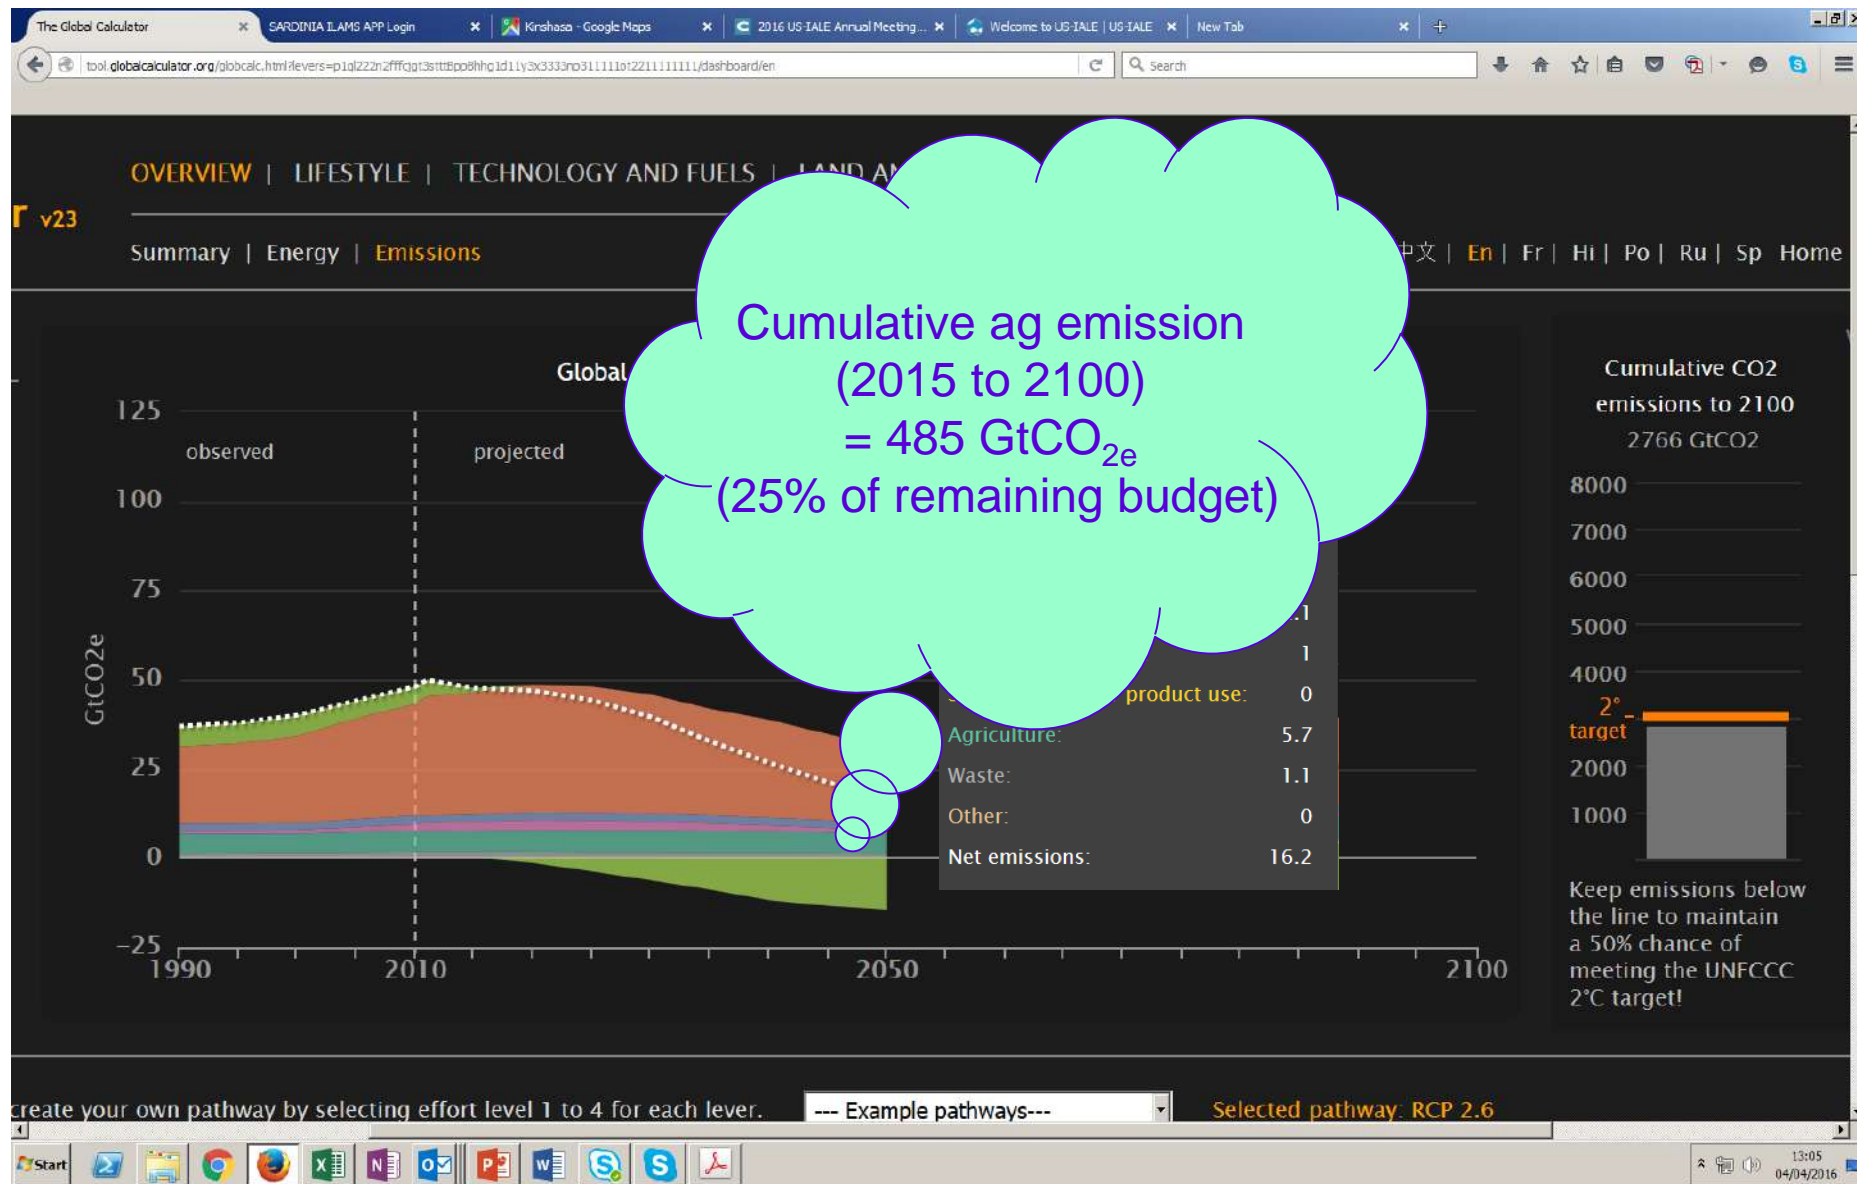 The Global Calculator
SARDINIA ILAMS APP Login
Kinshasa - Google Maps
2016 US-IALE Annual Meeting...
Welcome to US-IALE | US-IALE
New Tab
Search
OVERVIEW | LIFESTYLE | TECHNOLOGY AND FUELS | LAND AN
r v23
Summary | Energy | Emissions
中文 | En | Fr | Hi | Po | Ru | Sp Home
Cumulative ag emission
(2015 to 2100)
= 485 GtCO2e
(25% of remaining budget)
Global
125
observed
projected
100
75
50
25
0
-25
GtCO2e
1990
2010
2050
2100
.1
1
product use: 0
Agriculture: 5.7
Waste: 1.1
Other: 0
Net emissions: 16.2
Cumulative CO2
emissions to 2100
2766 GtCO2
8000
7000
6000
5000
4000
2°
target
2000
1000
Keep emissions below
the line to maintain
a 50% chance of
meeting the UNFCCC
2°C target!
create your own pathway by selecting effort level 1 to 4 for each lever.
--- Example pathways---
Selected pathway: RCP 2.6
Start
13:05
04/04/2016